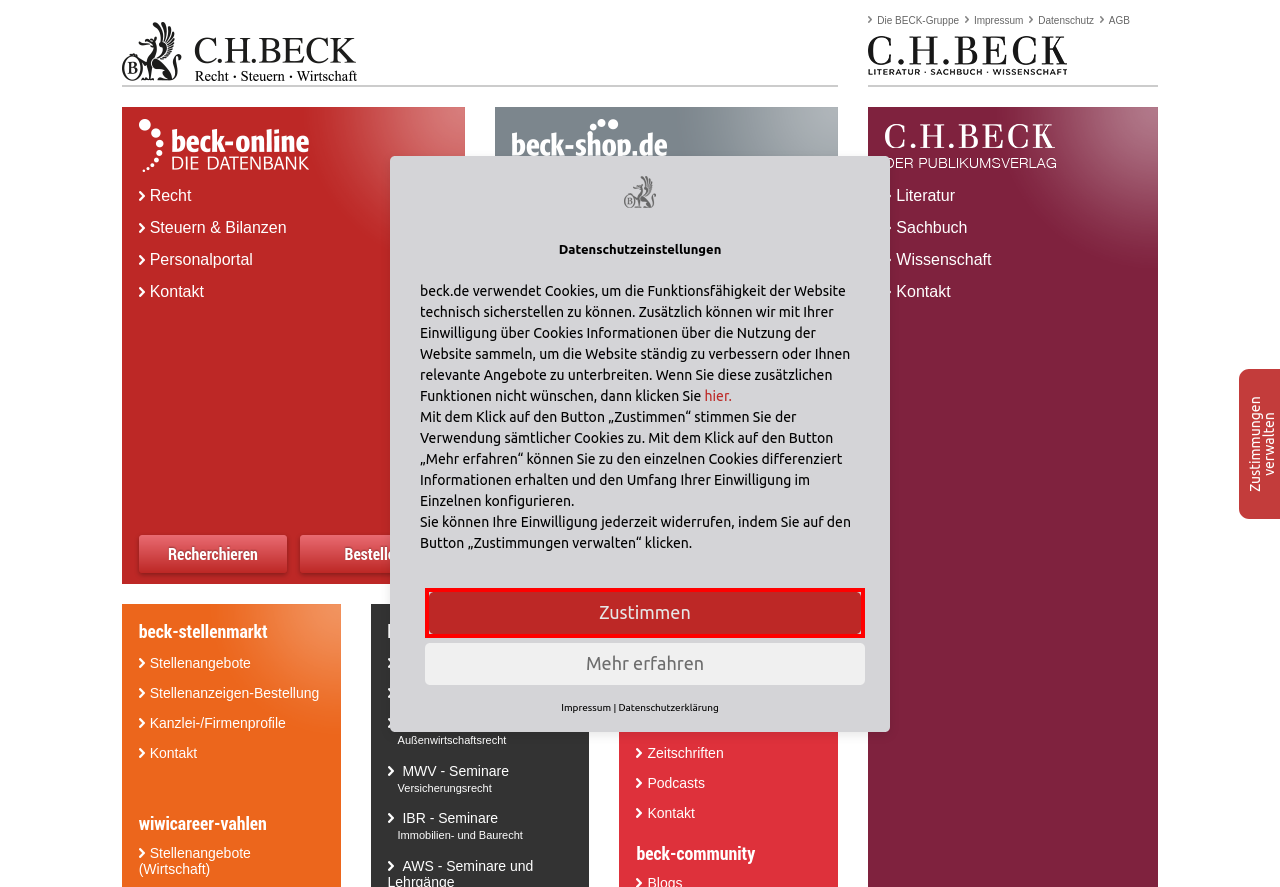 Die BECK-Gruppe Impressum Datenschutz AGB
C.H.BECK
Recht · Steuern · Wirtschaft
C.H.BECK
LITERATUR · SACHBUCH · WISSENSCHAFT
beck-online
DIE DATENBANK
Recht
Steuern & Bilanzen
Personalportal
Kontakt
Recherchieren
beck-shop.de
C.H.BECK
DER PUBLIKUMSVERLAG
Literatur
Sachbuch
Wissenschaft
Kontakt
Datenschutzeinstellungen
beck.de verwendet Cookies, um die Funktionsfähigkeit der Website
technisch sicherstellen zu können. Zusätzlich können wir mit Ihrer
Einwilligung über Cookies Informationen über die Nutzung der
Website sammeln, um die Website ständig zu verbessern oder Ihnen
relevante Angebote zu unterbreiten. Wenn Sie diese zusätzlichen
Funktionen nicht wünschen, dann klicken Sie hier.
Mit dem Klick auf den Button „Zustimmen“ stimmen Sie der
Verwendung sämtlicher Cookies zu. Mit dem Klick auf den Button
„Mehr erfahren“ können Sie zu den einzelnen Cookies differenziert
Informationen erhalten und den Umfang Ihrer Einwilligung im
Einzelnen konfigurieren.
Sie können Ihre Einwilligung jederzeit widerrufen, indem Sie auf den
Button „Zustimmungen verwalten“ klicken.
Zustimmen
Mehr erfahren
Impressum | Datenschutzerklärung
Zustimmungen
verwalten
beck-stellenmarkt
Stellenangebote
Stellenanzeigen-Bestellung
Kanzlei-/Firmenprofile
Kontakt
wiwicareer-vahlen
Stellenangebote
(Wirtschaft)
Außenwirtschaftsrecht
MWV - Seminare
Versicherungsrecht
IBR - Seminare
Immobilien- und Baurecht
AWS - Seminare und
Lehrgänge
Zeitschriften
Podcasts
Kontakt
beck-community
Blogs